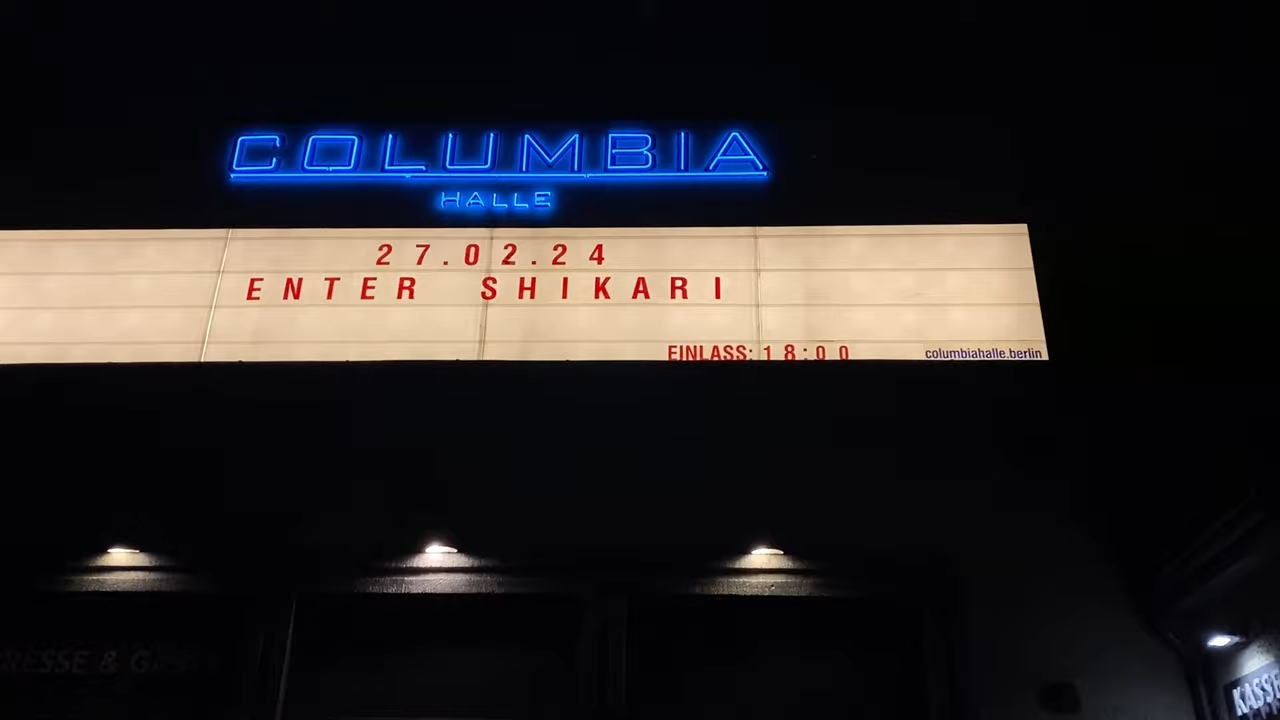 COLUMBIA
HALLE
27.02.24
ENTER SHIKARI
EINLASS: 18:00
columbiahalle.berlin